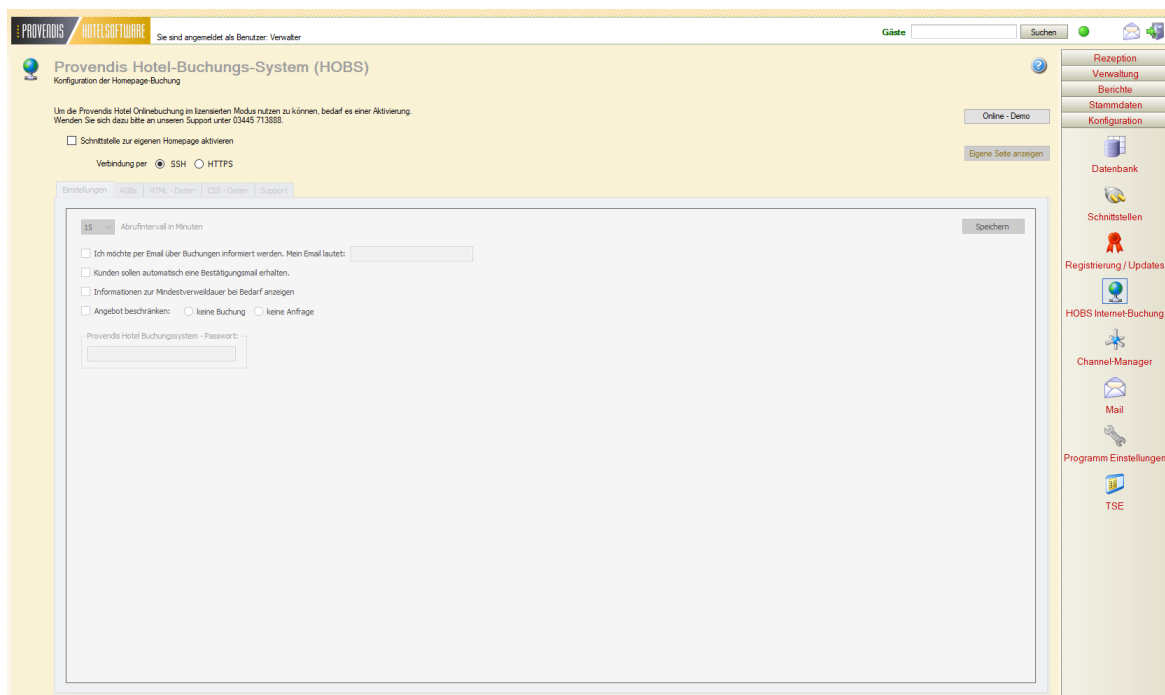 PROVENDIS HOTELSOFTWARE
Sie sind angemeldet als Benutzer: Verwalter
Gäste
Suchen
Provendis Hotel-Buchungs-System (HOBS)
Konfiguration der Homepage-Buchung
Um die Provendis Hotel Onlinebuchung im lizensierten Modus nutzen zu können, bedarf es einer Aktivierung.
Wenden Sie sich dazu bitte an unseren Support unter 03445 713888.
Online - Demo
Schnittstelle zur eigenen Homepage aktivieren
Eigene Seite anzeigen
Verbindung per SSH HTTPS
Einstellungen AGBs HTML - Daten CSS - Daten Support
15 Abrufintervall in Minuten
Speichern
Ich möchte per Email über Buchungen informiert werden. Mein Email lautet:
Kunden sollen automatisch eine Bestätigungsmail erhalten.
Informationen zur Mindestverweildauer bei Bedarf anzeigen
Angebot beschränken: keine Buchung keine Anfrage
Provendis Hotel Buchungssystem - Passwort:
Rezeption
Verwaltung
Berichte
Stammdaten
Konfiguration
Datenbank
Schnittstellen
Registrierung / Updates
HOBS Internet-Buchung
Channel-Manager
Mail
Programm Einstellungen
TSE